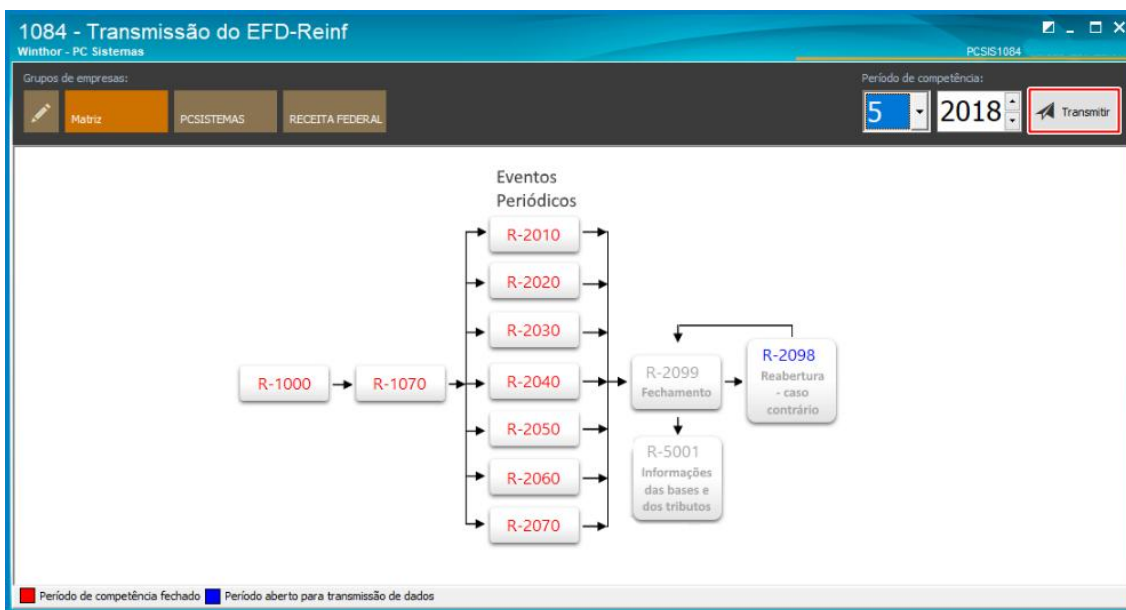 1084 - Transmissão do EFD-Reinf
Winthor - PC Sistemas
PCSIS1084
Grupos de empresas:
Período de competência:
Matriz
PCSISTEMAS
RECEITA FEDERAL
5
2018
Transmitir
Eventos
Periódicos
R-2010
R-2020
R-2030
R-1000
R-1070
R-2040
R-2050
R-2060
R-2070
R-2099
Fechamento
R-2098
Reabertura
- caso
contrário
R-5001
Informações
das bases e
dos tributos
Período de competência fechado
Período aberto para transmissão de dados